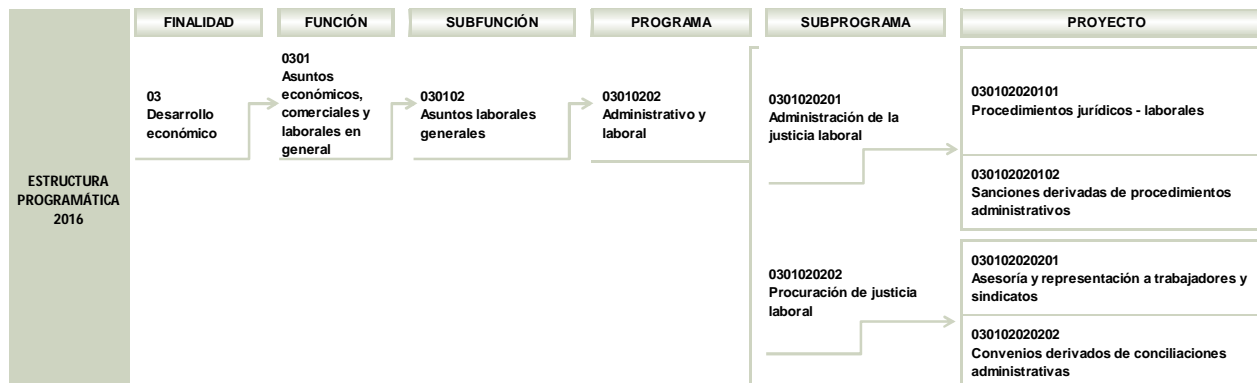 FINALIDAD
FUNCIÓN
SUBFUNCIÓN
PROGRAMA
SUBPROGRAMA
PROYECTO
ESTRUCTURA
PROGRAMÁTICA
2016
03
Desarrollo
económico
0301
Asuntos
económicos,
comerciales y
laborales en
general
030102
Asuntos laborales
generales
03010202
Administrativo y
laboral
0301020201
Administración de la
justicia laboral
030102020101
Procedimientos jurídicos - laborales
030102020102
Sanciones derivadas de procedimientos
administrativos
0301020202
Procuración de justicia
laboral
030102020201
Asesoría y representación a trabajadores y
sindicatos
030102020202
Convenios derivados de conciliaciones
administrativas